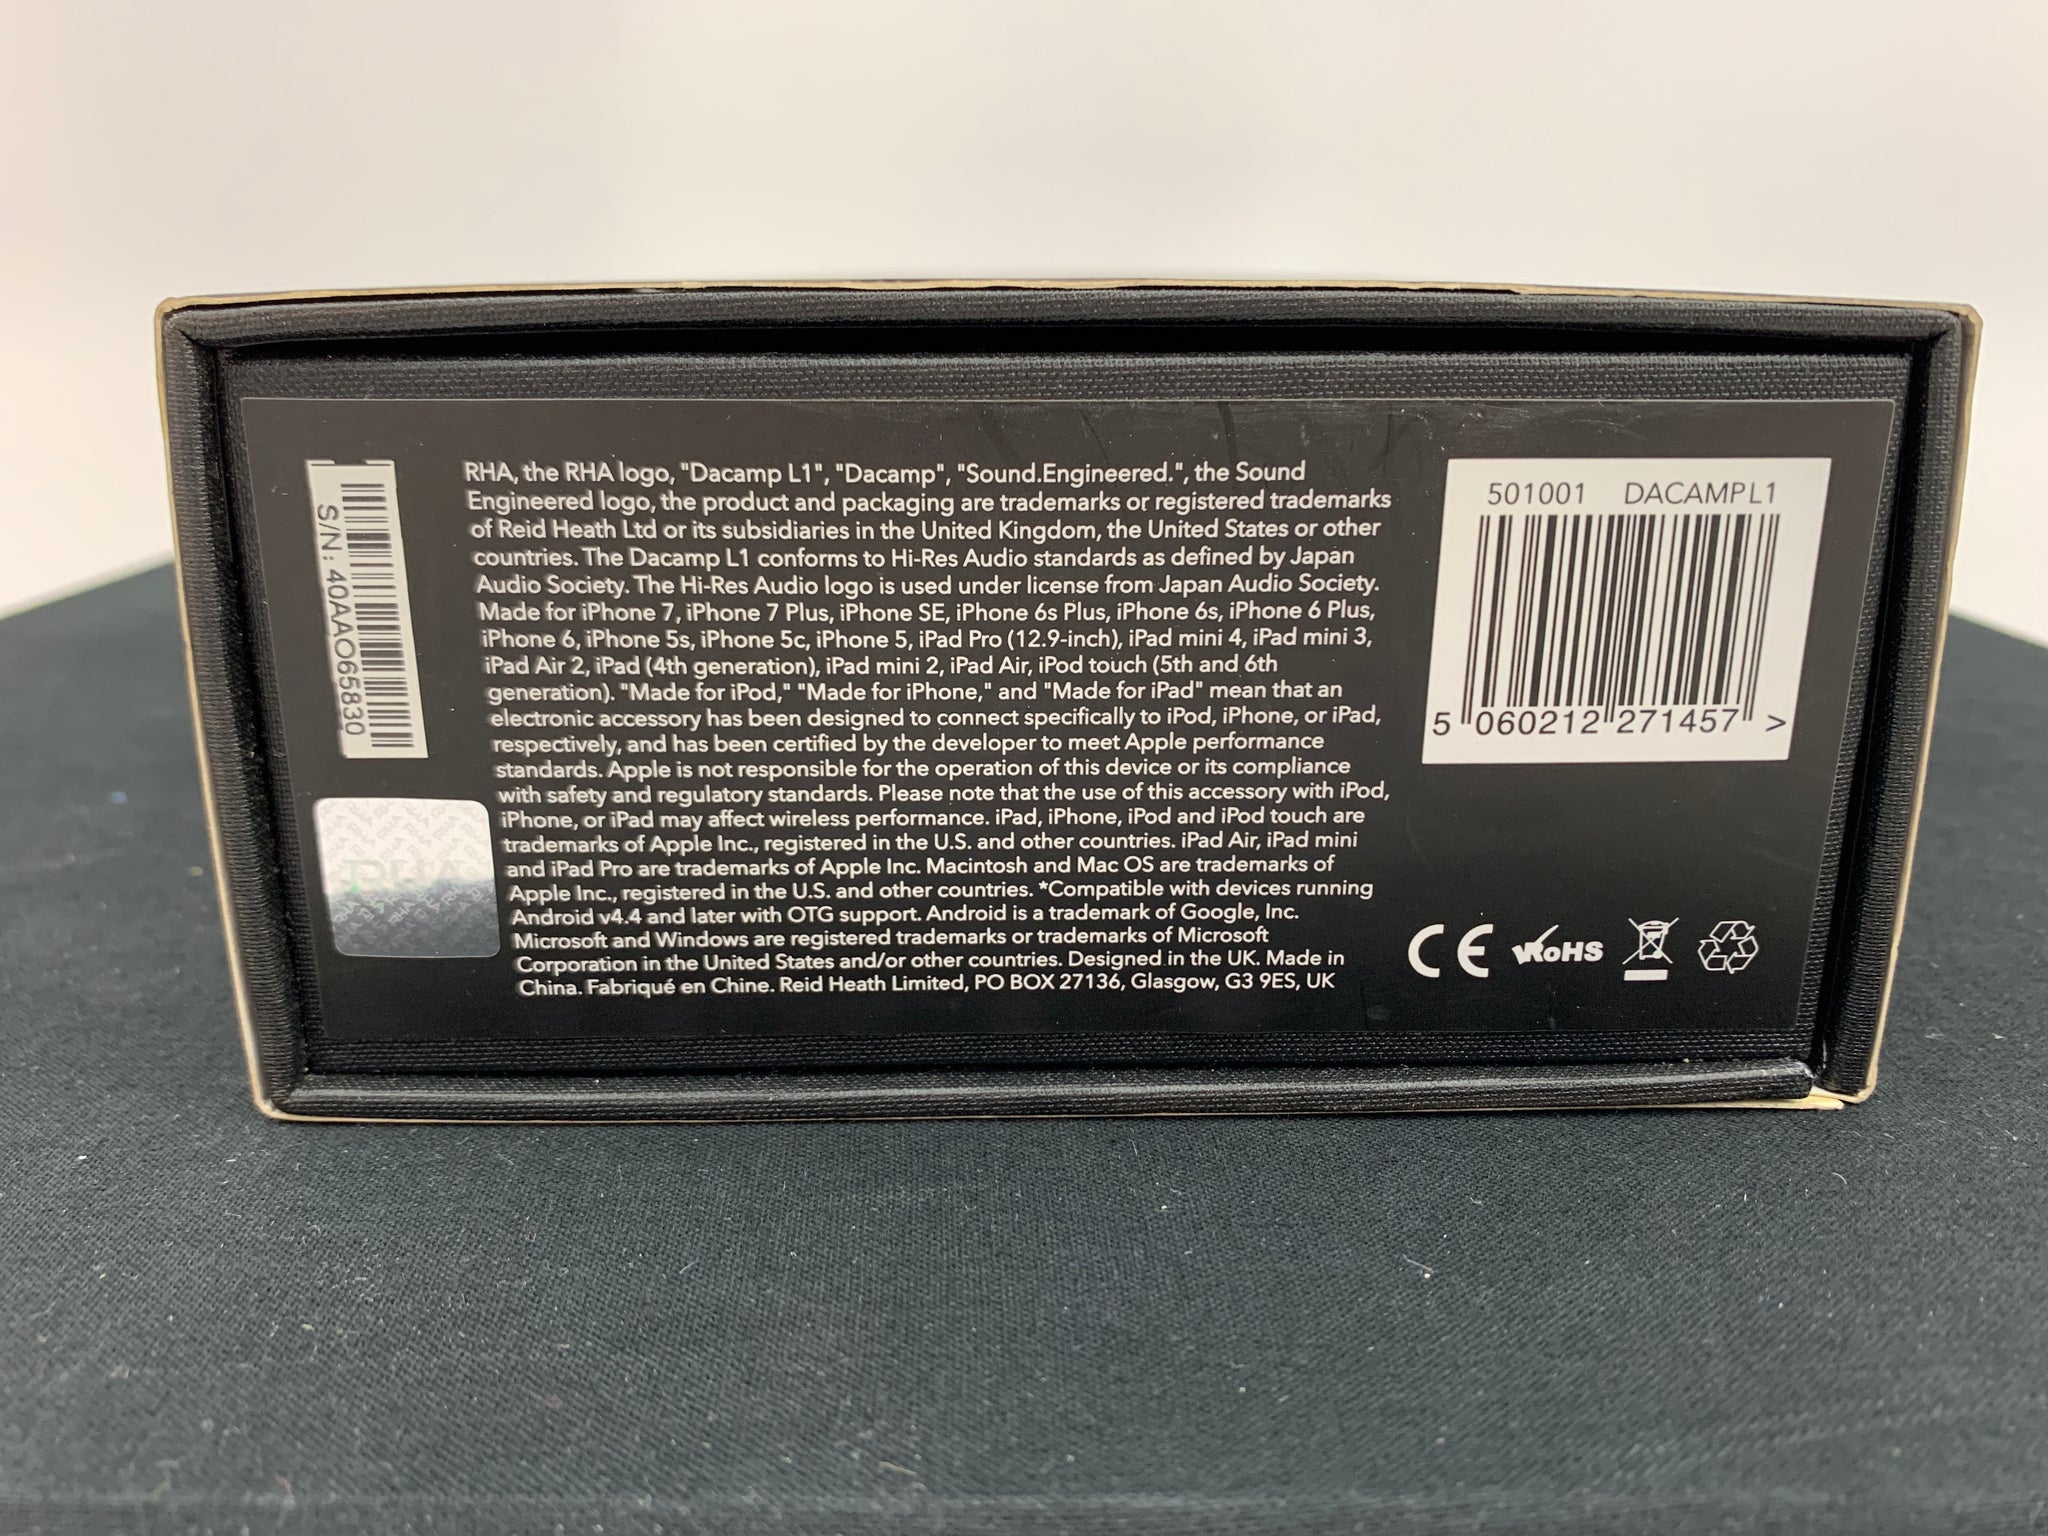 S/N: 40AAO65830
RHA
RHA, the RHA logo, "Dacamp L1", "Dacamp", "Sound.Engineered.", the Sound
Engineered logo, the product and packaging are trademarks or registered trademarks
of Reid Heath Ltd or its subsidiaries in the United Kingdom, the United States or other
countries. The Dacamp L1 conforms to Hi-Res Audio standards as defined by Japan
Audio Society. The Hi-Res Audio logo is used under license from Japan Audio Society.
Made for iPhone 7, iPhone 7 Plus, iPhone SE, iPhone 6s Plus, iPhone 6s, iPhone 6 Plus,
iPhone 6, iPhone 5s, iPhone 5c, iPhone 5, iPad Pro (12.9-inch), iPad mini 4, iPad mini 3,
iPad Air 2, iPad (4th generation), iPad mini 2, iPad Air, iPod touch (5th and 6th
generation). "Made for iPod," "Made for iPhone," and "Made for iPad" mean that an
electronic accessory has been designed to connect specifically to iPod, iPhone, or iPad,
respectively, and has been certified by the developer to meet Apple performance
standards. Apple is not responsible for the operation of this device or its compliance
with safety and regulatory standards. Please note that the use of this accessory with iPod,
iPhone, or iPad may affect wireless performance. iPad, iPhone, iPod and iPod touch are
trademarks of Apple Inc., registered in the U.S. and other countries. iPad Air, iPad mini
and iPad Pro are trademarks of Apple Inc. Macintosh and Mac OS are trademarks of
Apple Inc., registered in the U.S. and other countries. *Compatible with devices running
Android v4.4 and later with OTG support. Android is a trademark of Google, Inc.
Microsoft and Windows are registered trademarks or trademarks of Microsoft
Corporation in the United States and/or other countries. Designed in the UK. Made in
China. Fabriqué en Chine. Reid Heath Limited, PO BOX 27136, Glasgow, G3 9ES, UK
501001 DACAMPL1
5 060212 271457 >
CE RoHS